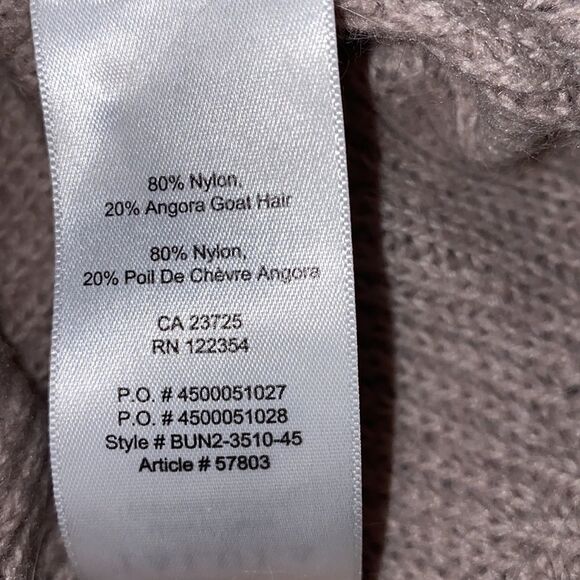 80% Nylon,
20% Angora Goat Hair
80% Nylon,
20% Poil De Chèvre Angora
CA 23725
RN 122354
P.O. # 4500051027
P.O. # 4500051028
Style # BUN2-3510-45
Article # 57803